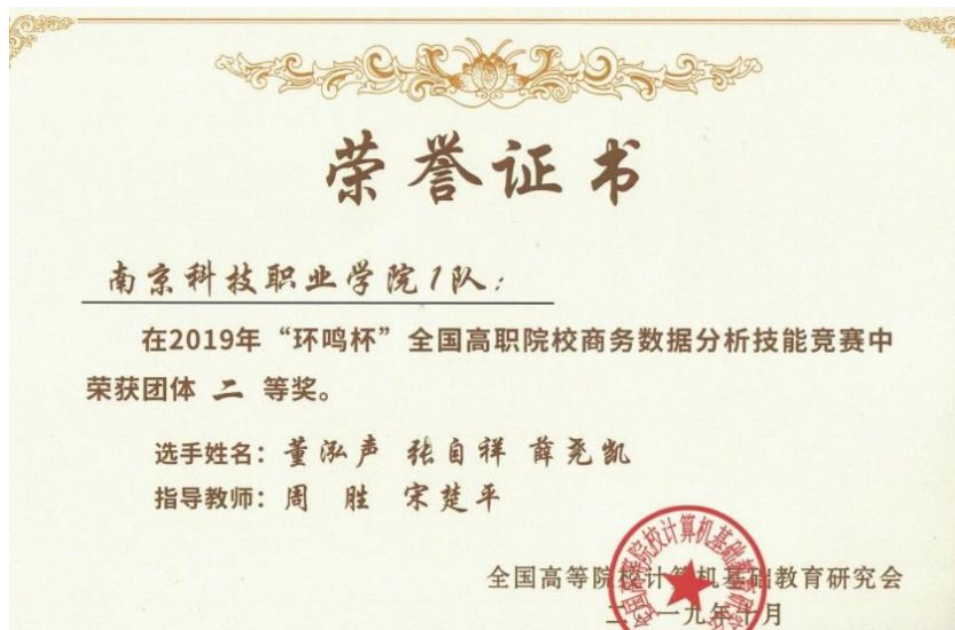 荣誉证书
南京科技职业学院1队：
在2019年“环鸣杯”全国高职院校商务数据分析技能竞赛中
荣获团体 二 等奖。
选手姓名：董泓声 张自祥 薛尧凯
指导教师：周 胜 宋楚平
全国高等院校计算机基础教育研究会
二〇一九年十月